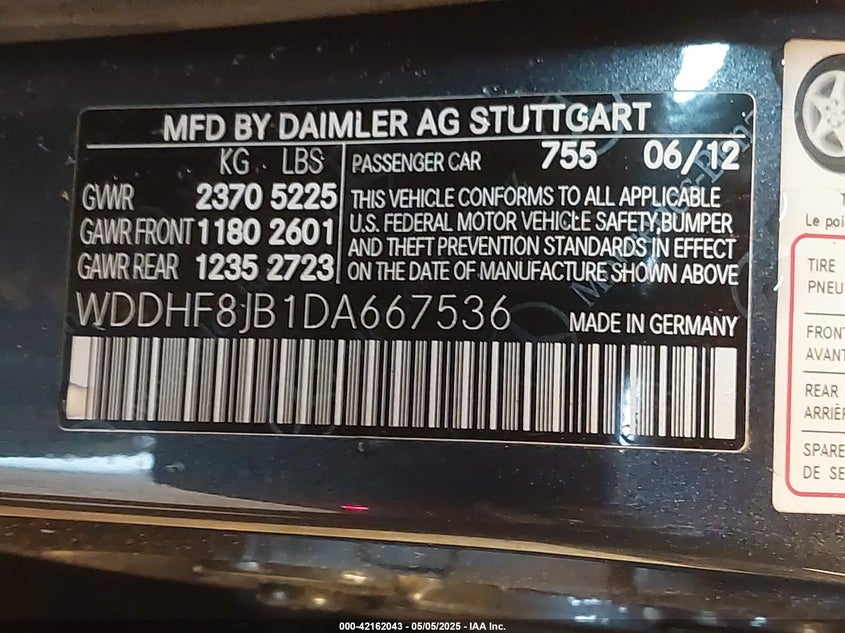 MFD BY DAIMLER AG STUTTGART
KG LBS
GVWR 2370 5225
GAWR FRONT 1180 2601
GAWR REAR 1235 2723
PASSENGER CAR 755 06/12
THIS VEHICLE CONFORMS TO ALL APPLICABLE
U.S. FEDERAL MOTOR VEHICLE SAFETY,BUMPER
AND THEFT PREVENTION STANDARDS IN EFFECT
ON THE DATE OF MANUFACTURE SHOWN ABOVE
WDDHF8JB1DA667536
MADE IN GERMANY
Le poi
TIRE
PNEU
FRONT
AVANT
REAR
ARRIÈR
SPARE
DE SE
000-42162043 - 05/05/2025 - IAA Inc.